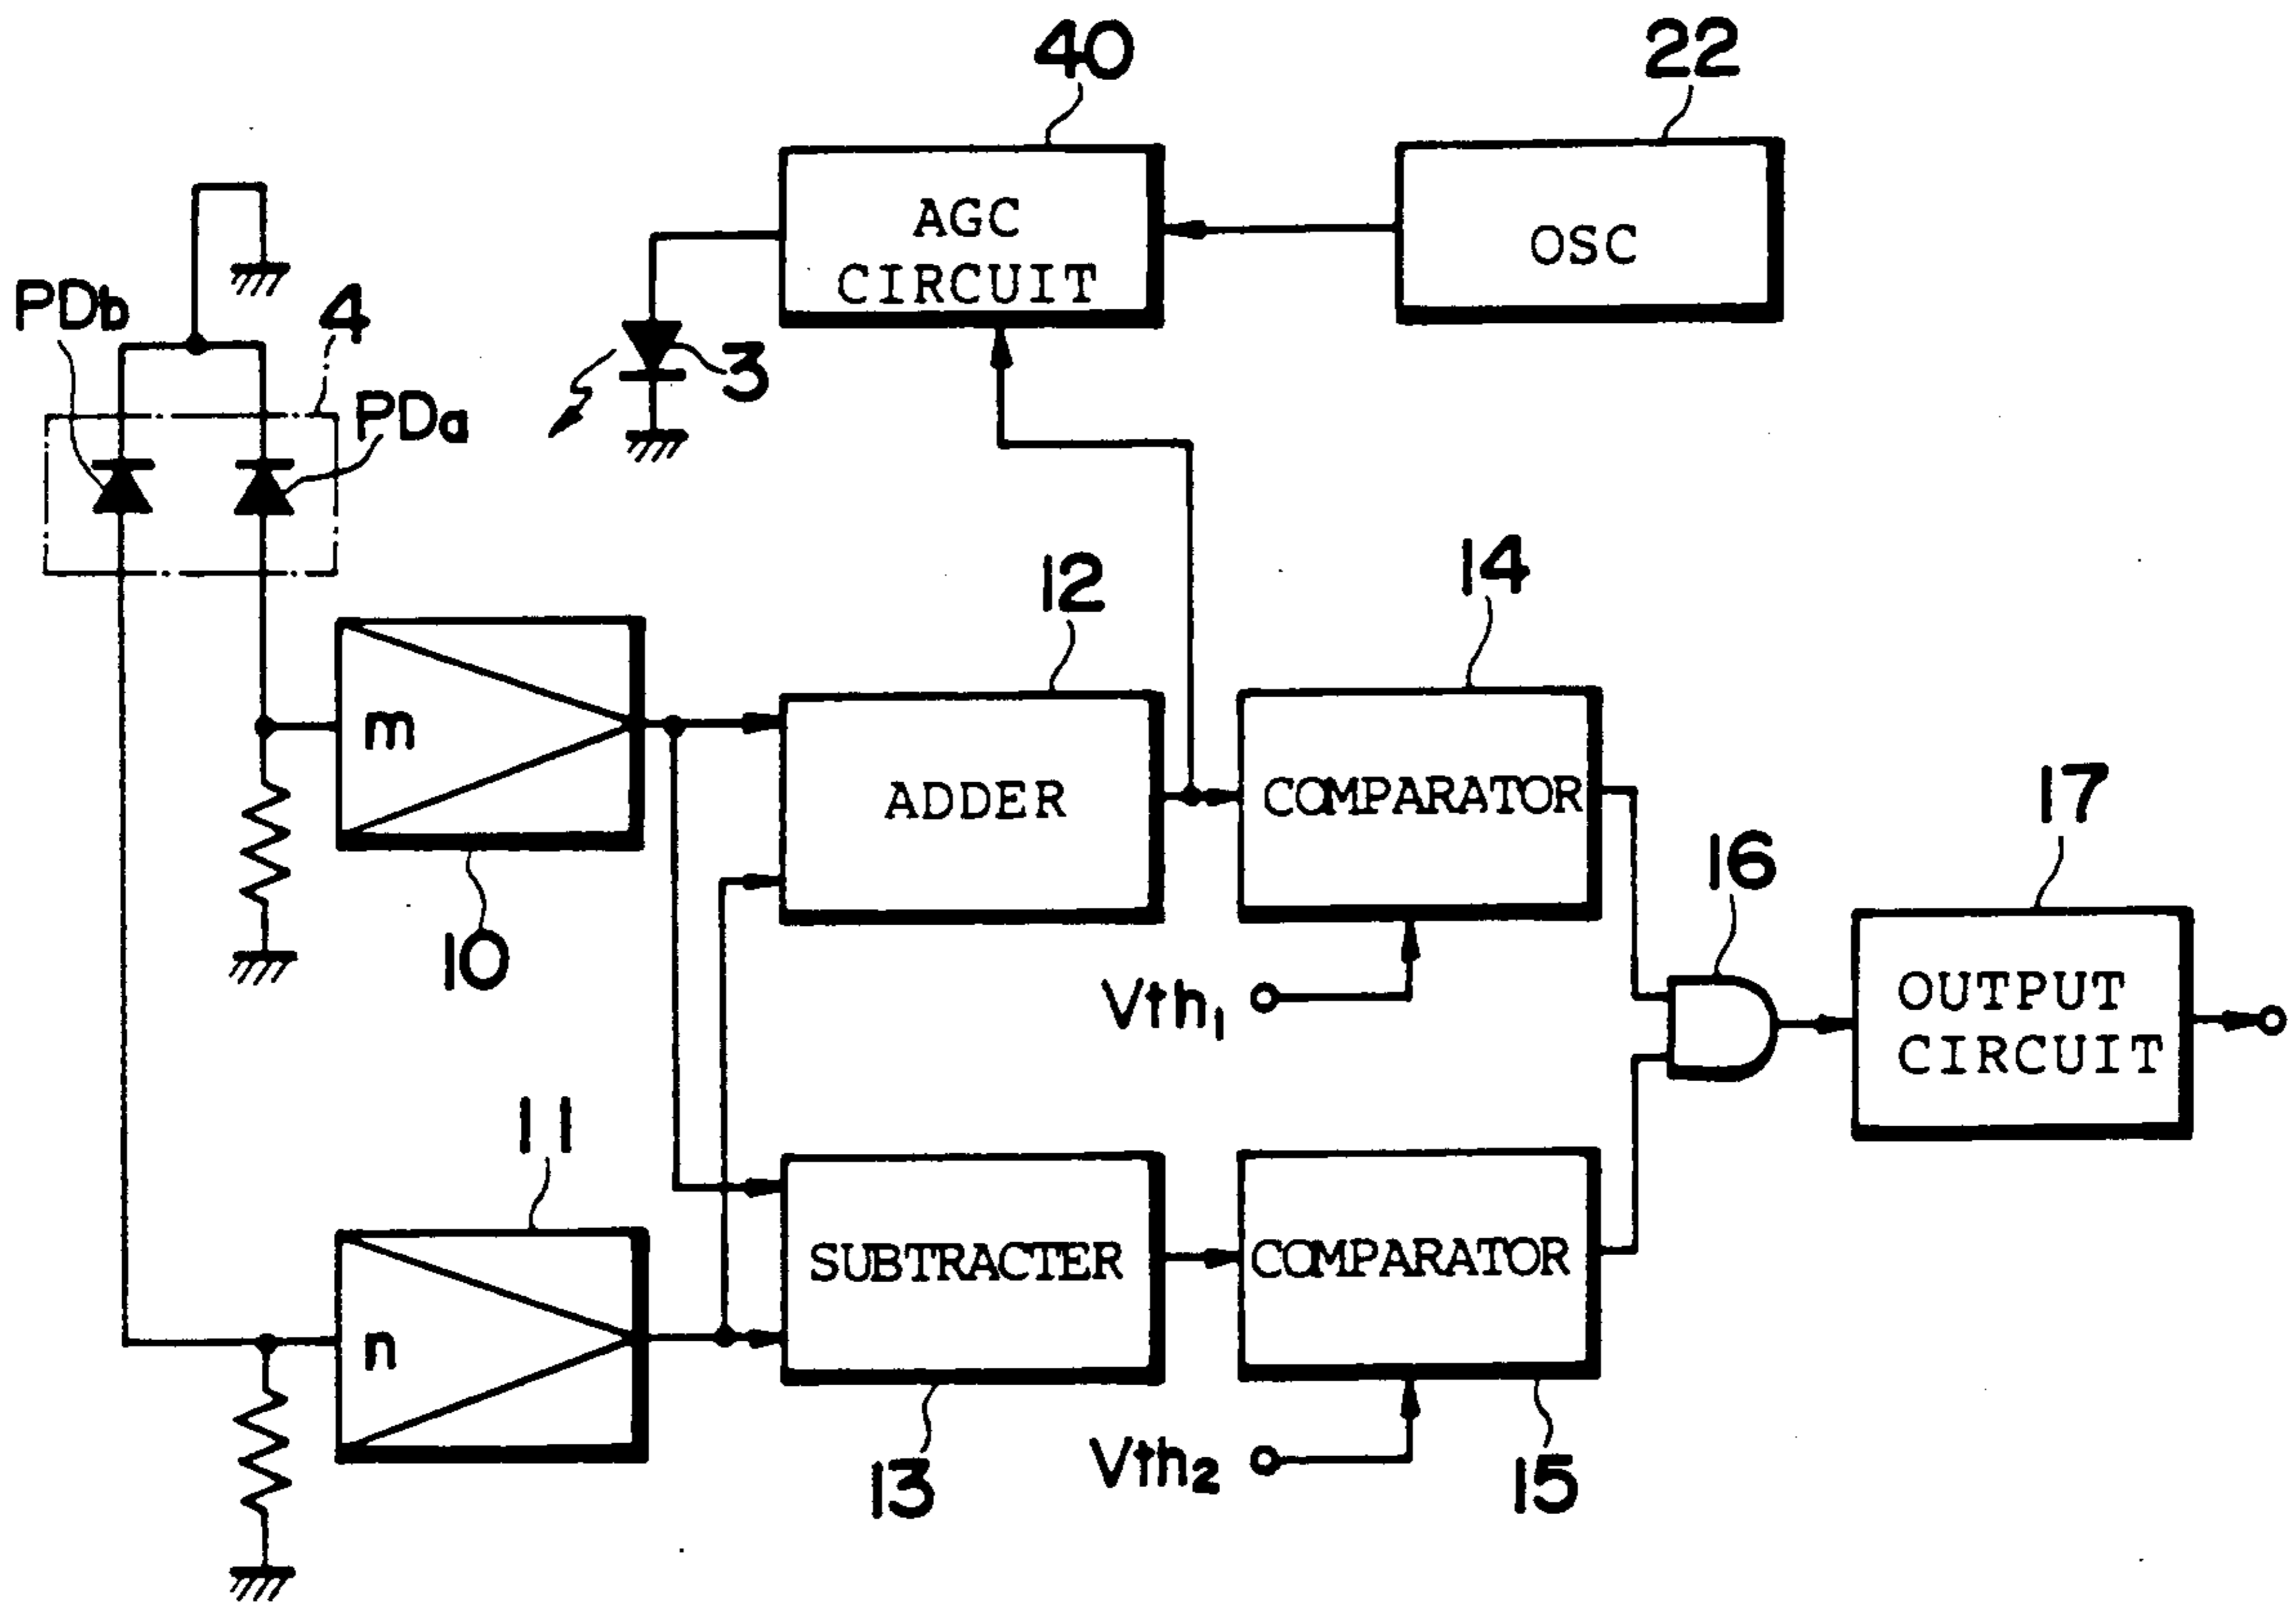 40
22
AGC
CIRCUIT
OSC
PDb
4
3
PDa
12
14
m
ADDER
COMPARATOR
17
16
10
Vth1
OUTPUT
CIRCUIT
11
SUBTRACTER
COMPARATOR
n
Vth2
13
15